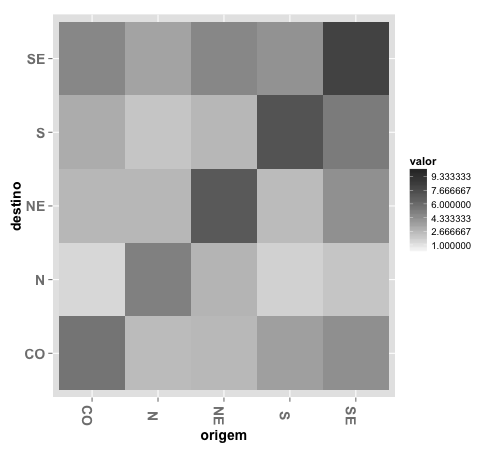 SE
S
NE
N
CO
destino
CO
N
NE
S
SE
origem
valor
9.333333
7.666667
6.000000
4.333333
2.666667
1.000000